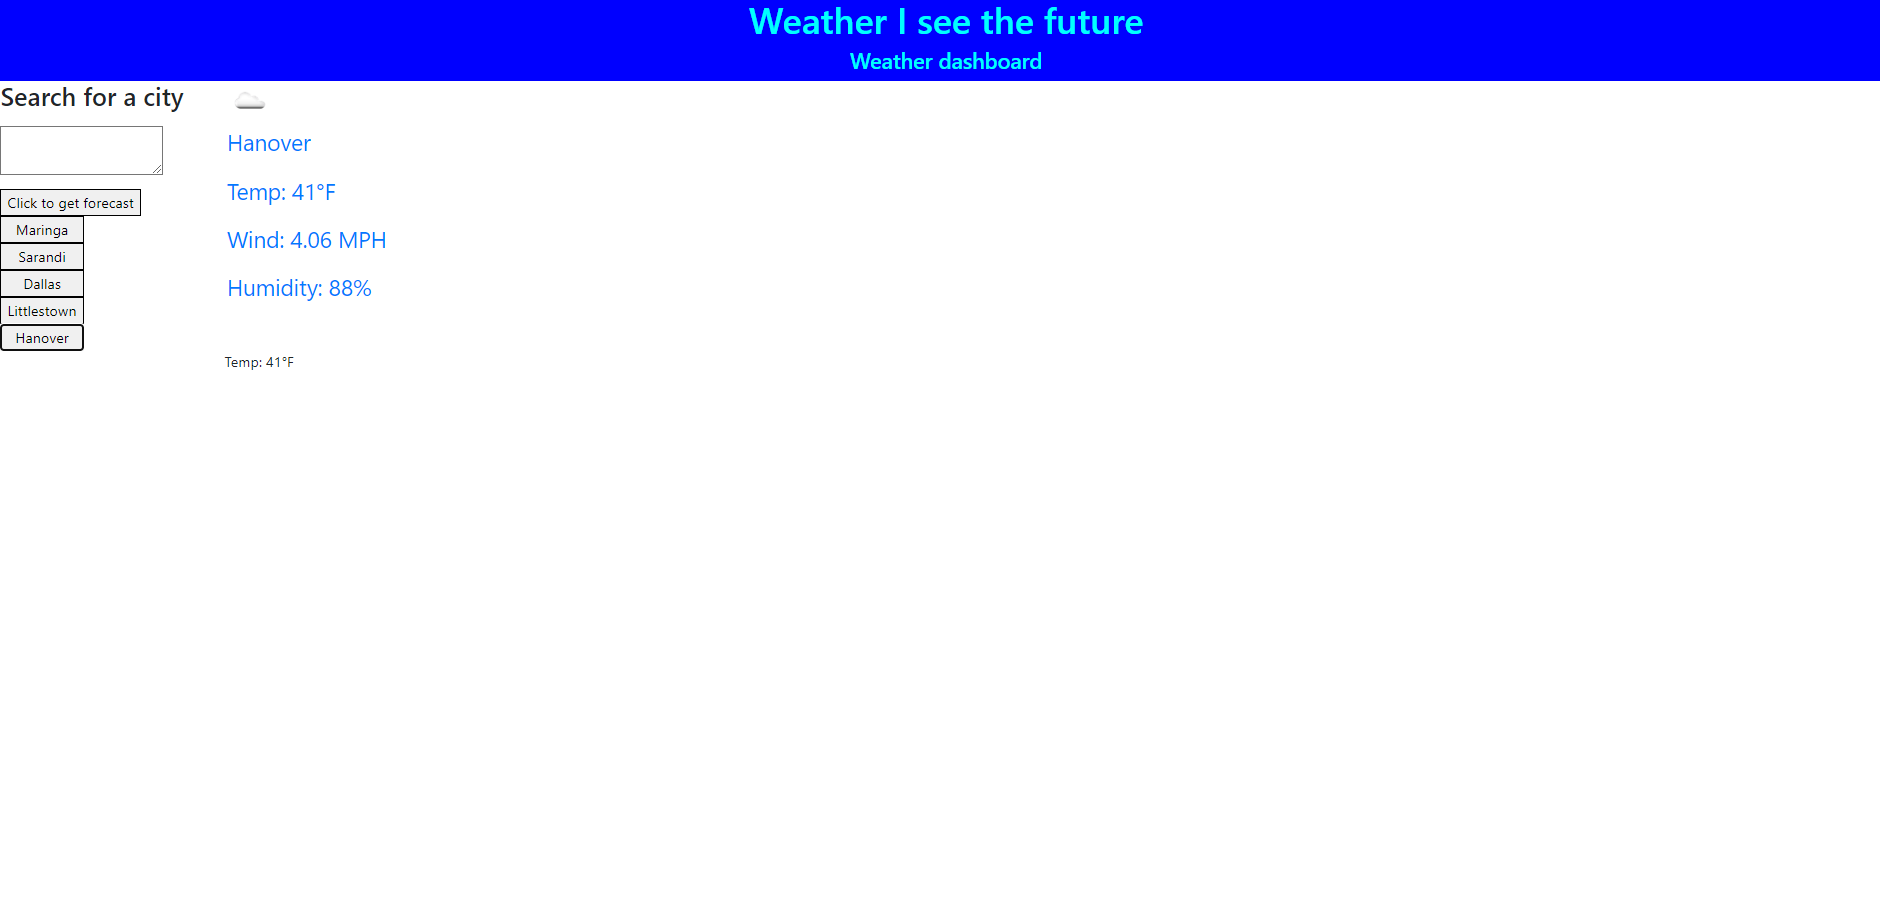 Weather I see the future
Weather dashboard
Search for a city
Click to get forecast
Maringa
Sarandi
Dallas
Littlestown
Hanover
Hanover
Temp: 41°F
Wind: 4.06 MPH
Humidity: 88%
Temp: 41°F